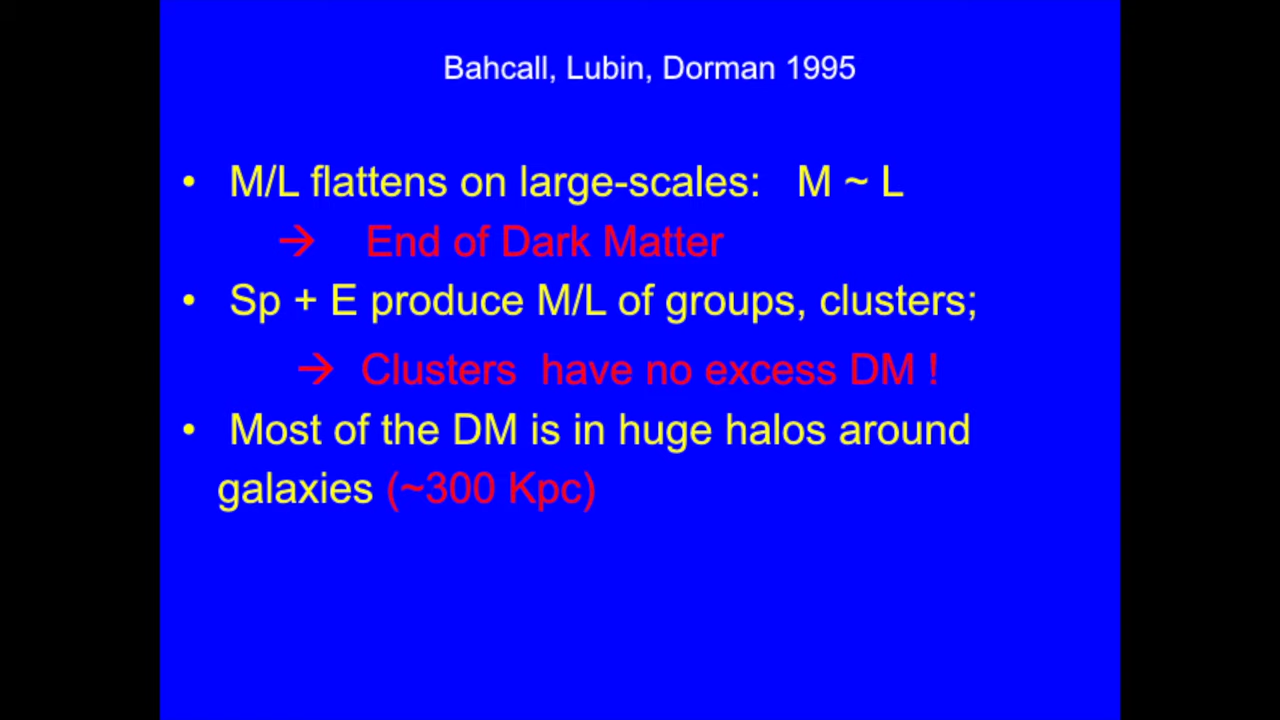 Bahcall, Lubin, Dorman 1995
• M/L flattens on large-scales: M ~ L
→ End of Dark Matter
• Sp + E produce M/L of groups, clusters;
→ Clusters have no excess DM !
• Most of the DM is in huge halos around
galaxies (~300 Kpc)